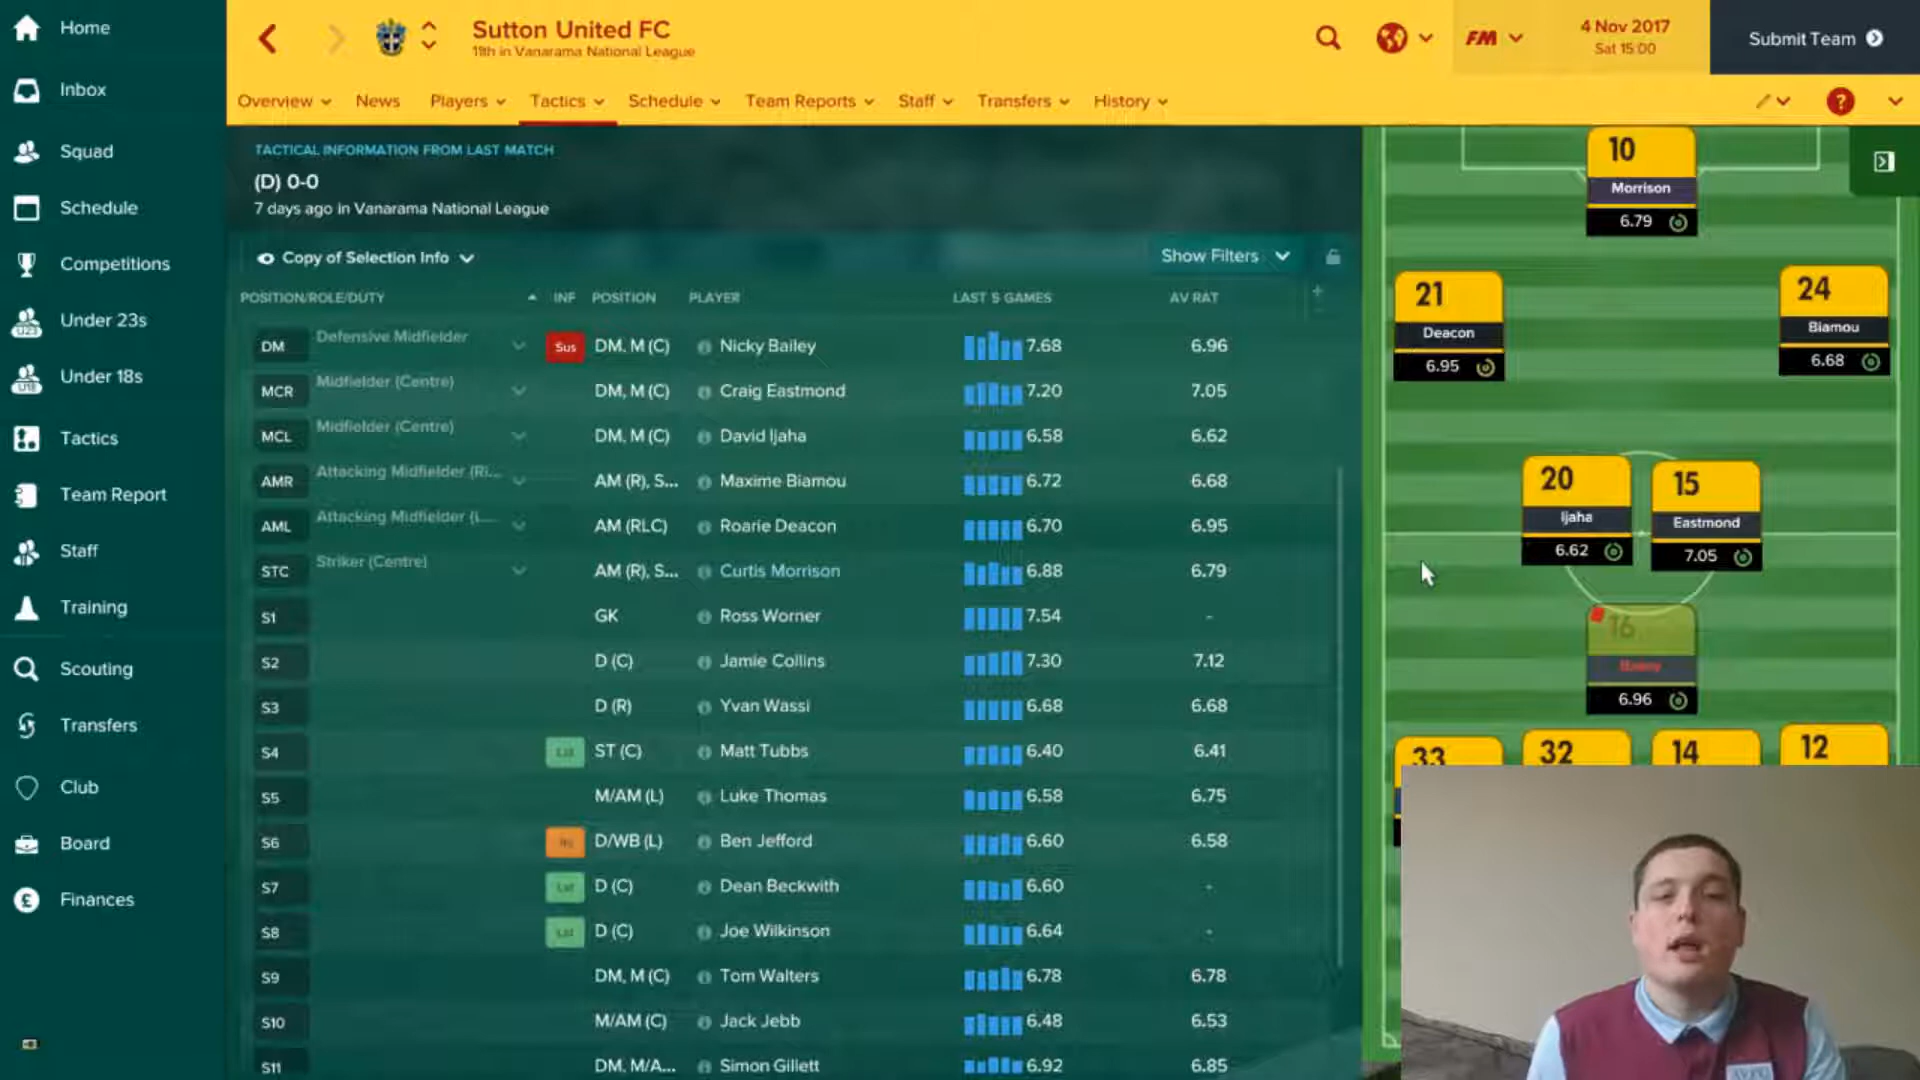 Home
Inbox
Squad
Schedule
Competitions
Under 23s
Under 18s
Tactics
Team Report
Staff
Training
Scouting
Transfers
Club
Board
Finances
Sutton United FC
in Vanarama National League
FM
4 Nov 2017
Sat 15:00
Submit Team
Overview News Players Tactics Schedule Team Reports Staff Transfers History
?
TACTICAL INFORMATION FROM LAST MATCH
(D) 0-0
7 days ago in Vanarama National League
Copy of Selection Info
Show Filters
POSITION/ROLE/DUTY INF POSITION PLAYER LAST 5 GAMES AV RAT
DM Defensive Midfielder Sus DM, M (C) Nicky Bailey 7.68 6.96
MCR Midfielder (Centre) DM, M (C) Craig Eastmond 7.20 7.05
MCL Midfielder (Centre) DM, M (C) David Ijaha 6.58 6.62
AMR Attacking Midfielder (Ri... AM (R), S... Maxime Biamou 6.72 6.68
AML Attacking Midfielder (L... AM (RLC) Roarie Deacon 6.70 6.95
STC Striker (Centre) AM (R), S... Curtis Morrison 6.88 6.79
S1 GK Ross Worner 7.54 -
S2 D (C) Jamie Collins 7.30 7.12
S3 D (R) Yvan Wassi 6.68 6.68
S4 Lst ST (C) Matt Tubbs 6.40 6.41
S5 M/AM (L) Luke Thomas 6.58 6.75
S6 D/WB (L) Ben Jefford 6.60 6.58
S7 Lst D (C) Dean Beckwith 6.60 -
S8 Lst D (C) Joe Wilkinson 6.64 -
S9 DM, M (C) Tom Walters 6.78 6.78
S10 M/AM (C) Jack Jebb 6.48 6.53
S11 DM, M/A... Simon Gillett 6.92 6.85
10
Morrison
6.79
21
Deacon
6.95
24
Biamou
6.68
20
Ijaha
6.62
15
Eastmond
7.05
16
Bailey
6.96
33
32
14
12